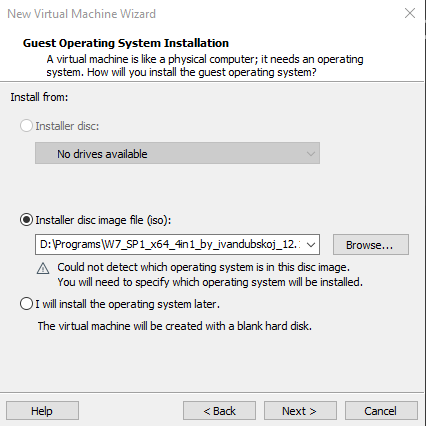 New Virtual Machine Wizard
Guest Operating System Installation
A virtual machine is like a physical computer; it needs an operating
system. How will you install the guest operating system?
Install from:
Installer disc:
No drives available
Installer disc image file (iso):
D:\Programs\W7_SP1_x64_4in1_by_ivandubskoj_12.
Browse...
Could not detect which operating system is in this disc image.
You will need to specify which operating system will be installed.
I will install the operating system later.
The virtual machine will be created with a blank hard disk.
Help
< Back
Next >
Cancel